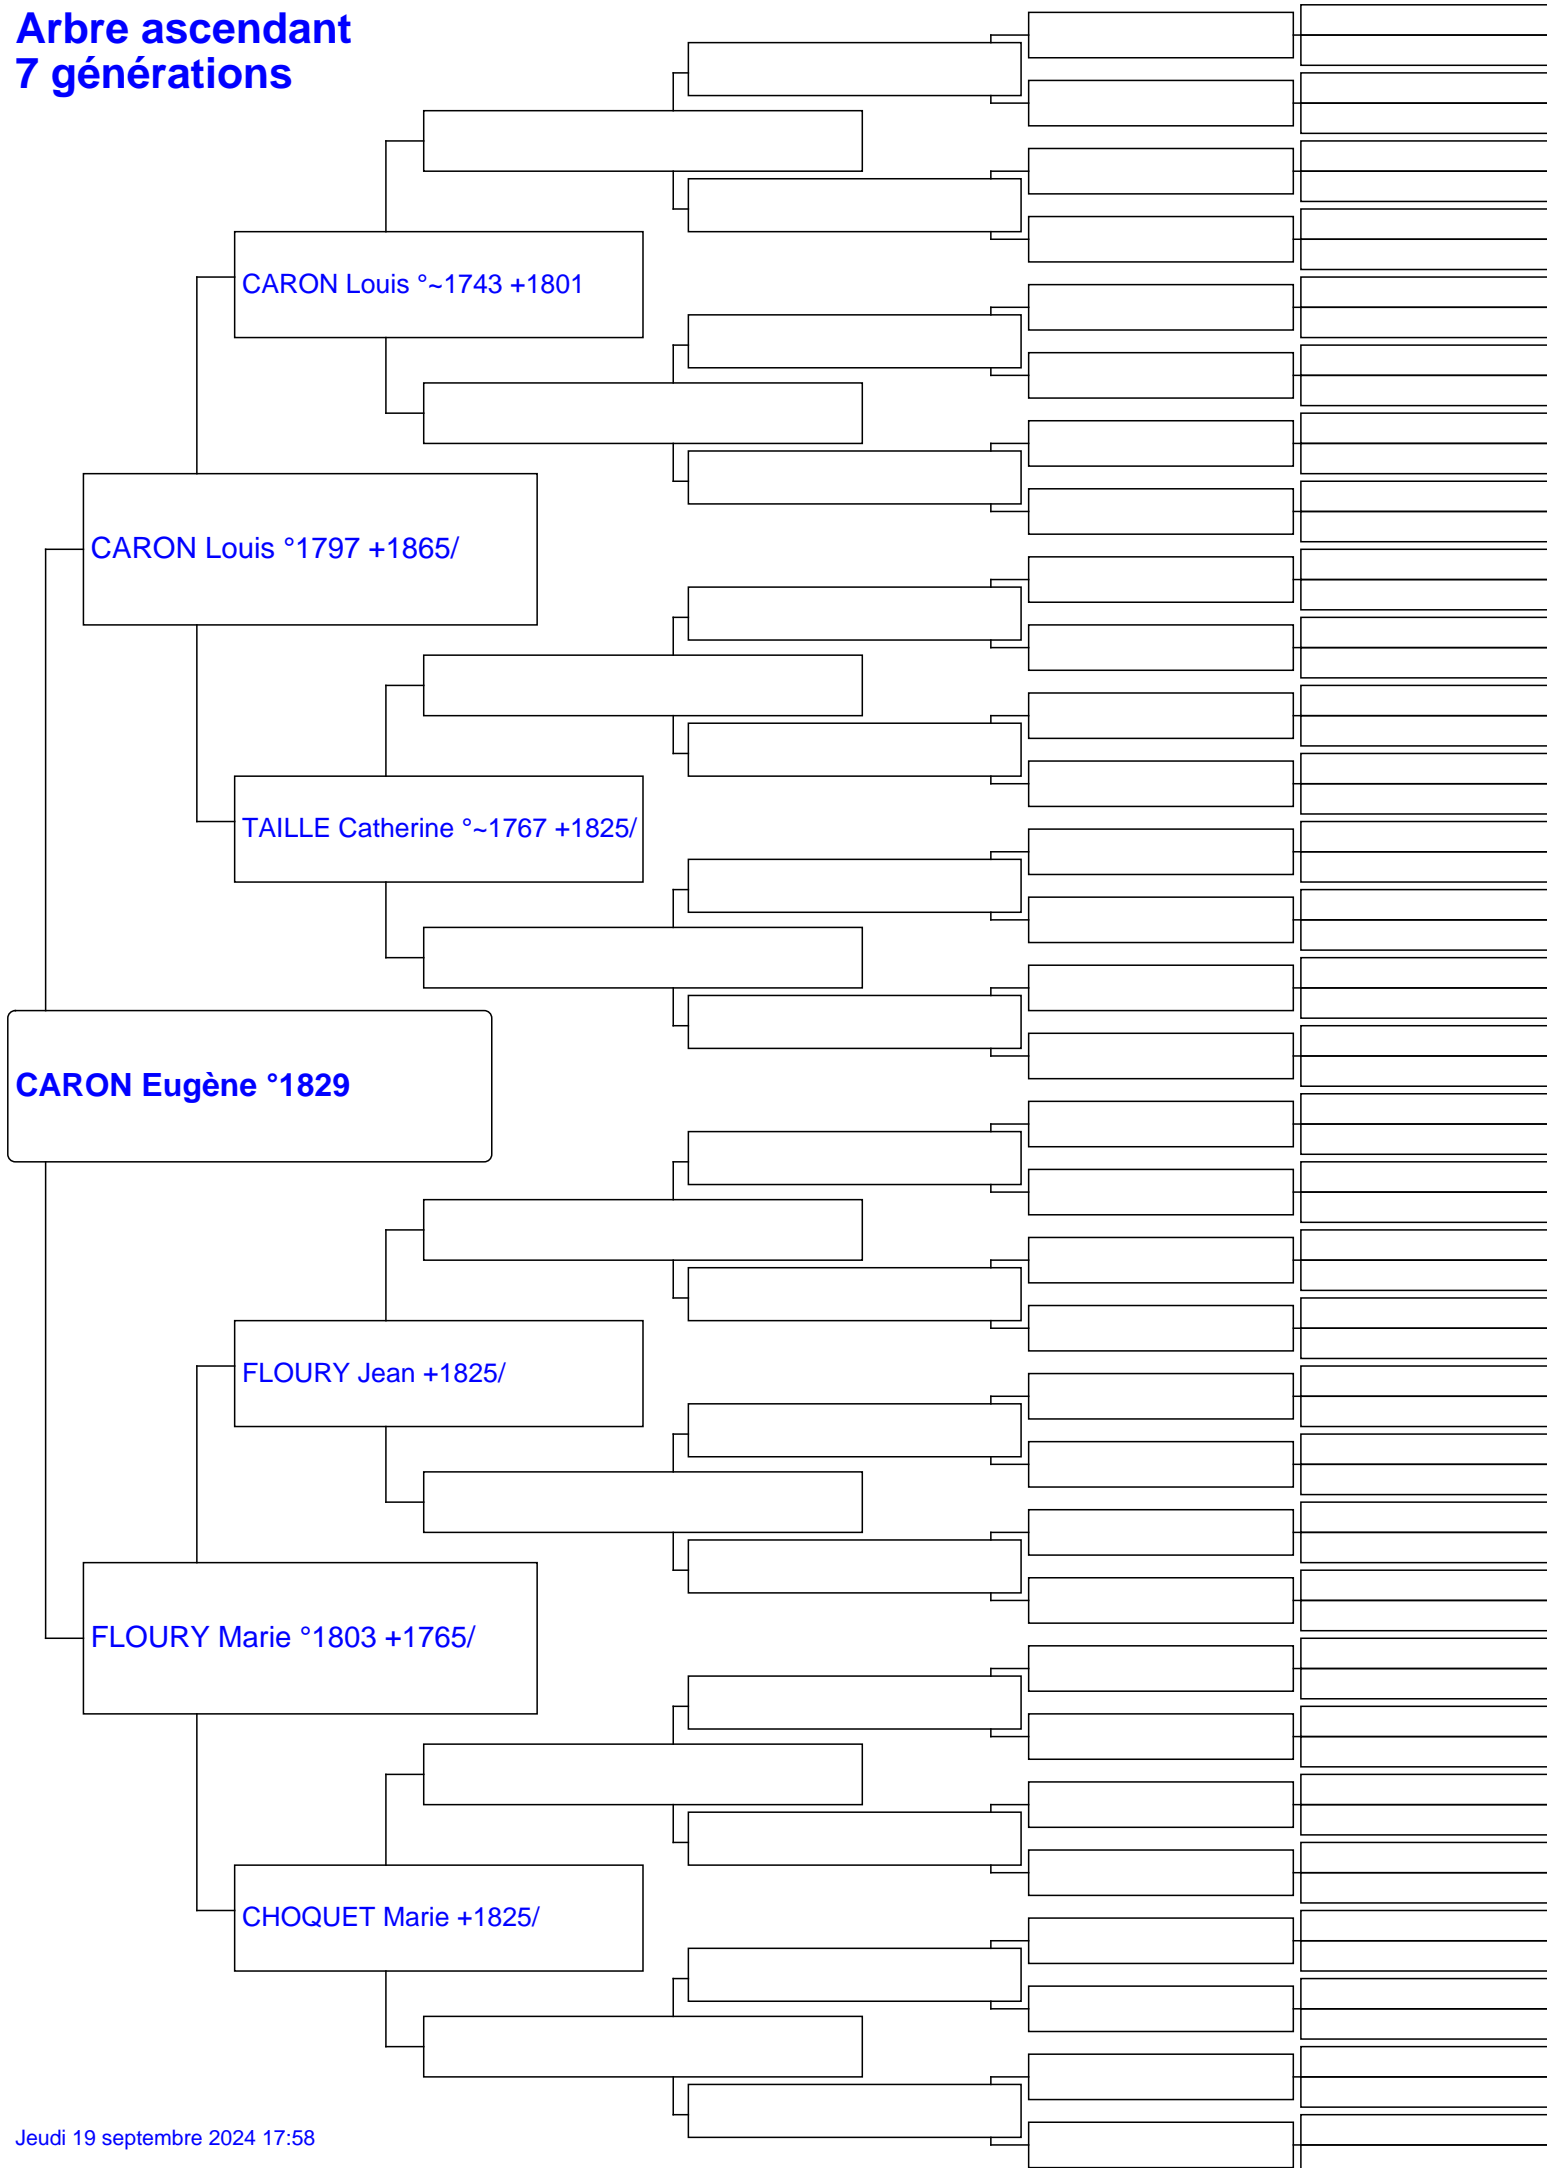 Arbre ascendant
7 générations
CARON Louis °~1743 +1801
CARON Louis °1797 +1865/
TAILLE Catherine °~1767 +1825/
CARON Eugène °1829
FLOURY Jean +1825/
FLOURY Marie °1803 +1765/
CHOQUET Marie +1825/
Jeudi 19 septembre 2024 17:58